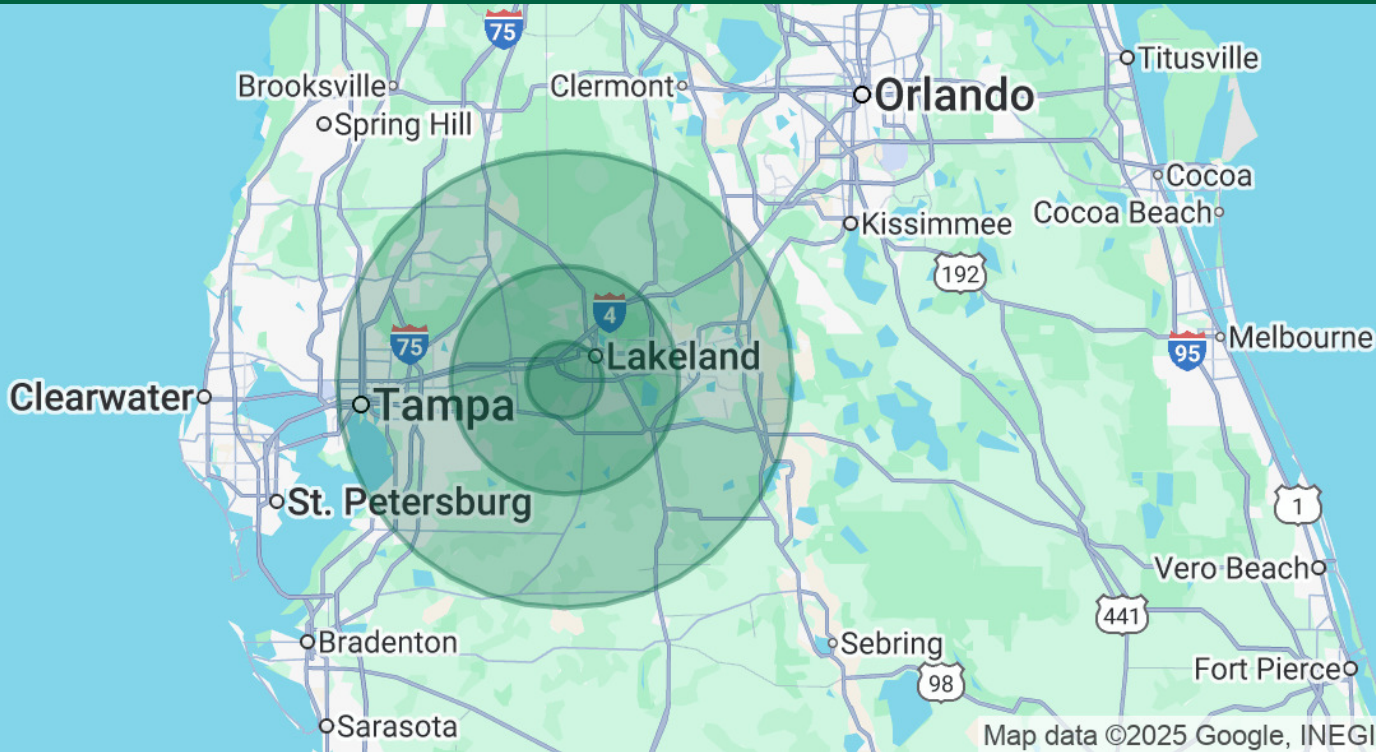 75
Titusville
Brooksville
Clermont
Orlando
Spring Hill
Cocoa
Cocoa Beach
Kissimmee
192
4
75
Melbourne
95
Lakeland
Clearwater
Tampa
St. Petersburg
1
Vero Beach
441
Bradenton
Sebring
Fort Pierce
98
Sarasota
Map data ©2025 Google, INEGI